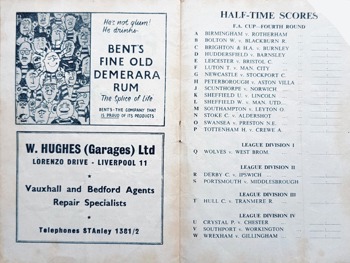 He's not glum!
He drinks-
BENT'S
FINE OLD
DEMERARA
RUM
The Splice of Life
BENT'S - THE COMPANY THAT
IS PROUD OF ITS PRODUCTS
W. HUGHES (Garages) Ltd
LORENZO DRIVE - LIVERPOOL 11
Vauxhall and Bedford Agents
Repair Specialists
Telephones STAnley 1381/2
HALF-TIME SCORES
F.A. CUP—FOURTH ROUND
A BIRMINGHAM v. ROTHERHAM
B BOLTON W. v. BLACKBURN R.
C BRIGHTON & H.A. v. BURNLEY
D HUDDERSFIELD v. BARNSLEY
E LEICESTER v. BRISTOL C.
F LUTON T v. MAN. CITY
G NEWCASTLE v. STOCKPORT C.
H PETERBOROUGH v. ASTON VILLA
J SCUNTHORPE v. NORWICH
K SHEFFIELD U. v. LINCOLN
L SHEFFIELD W. v. MAN. UTD.
M SOUTHAMPTON v. LEYTON O.
N STOKE C. v. ALDERSHOT
O SWANSEA v. PRESTON N.E.
P TOTTENHAM H v. CREWE A.
LEAGUE DIVISION I
Q WOLVES v. WEST BROM.
LEAGUE DIVISION II
R DERBY C. v. IPSWICH
S PORTSMOUTH v. MIDDLESBROUGH
LEAGUE DIVISION III
T HULL C. v. TRANMERE R.
LEAGUE DIVISION IV
U CRYSTAL P. v. CHESTER
V SOUTHPORT v. WORKINGTON
W WREXHAM v. GILLINGHAM